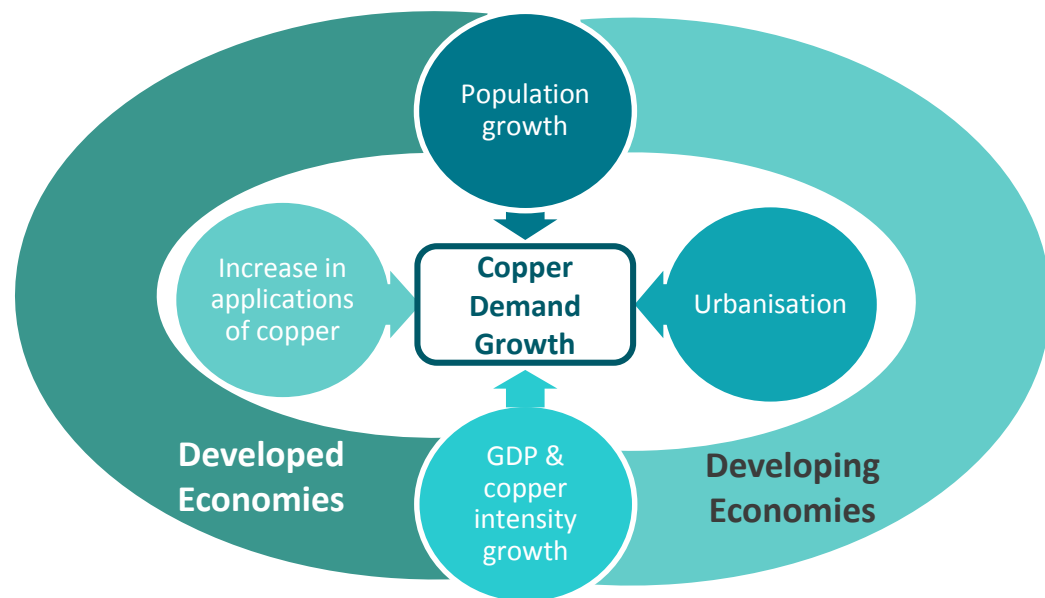 Population
growth
Increase in
applications
of copper
Copper
Demand
Growth
Urbanisation
Developed
Economies
GDP &
copper
intensity
growth
Developing
Economies